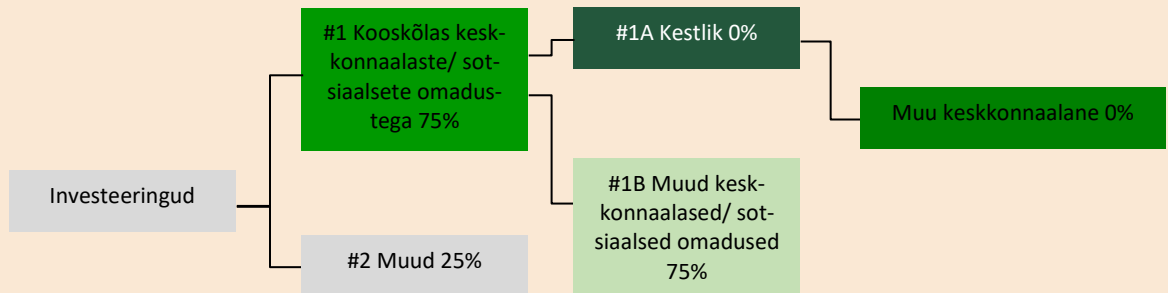 #1 Kooskõlas kesk-
konnaalaste/ sot-
siaalsete omadus-
tega 75%
#1A Kestlik 0%
Muu keskkonnaalane 0%
Investeeringud
#1B Muud kesk-
konnaalased/ sot-
siaalsed omadused
75%
#2 Muud 25%